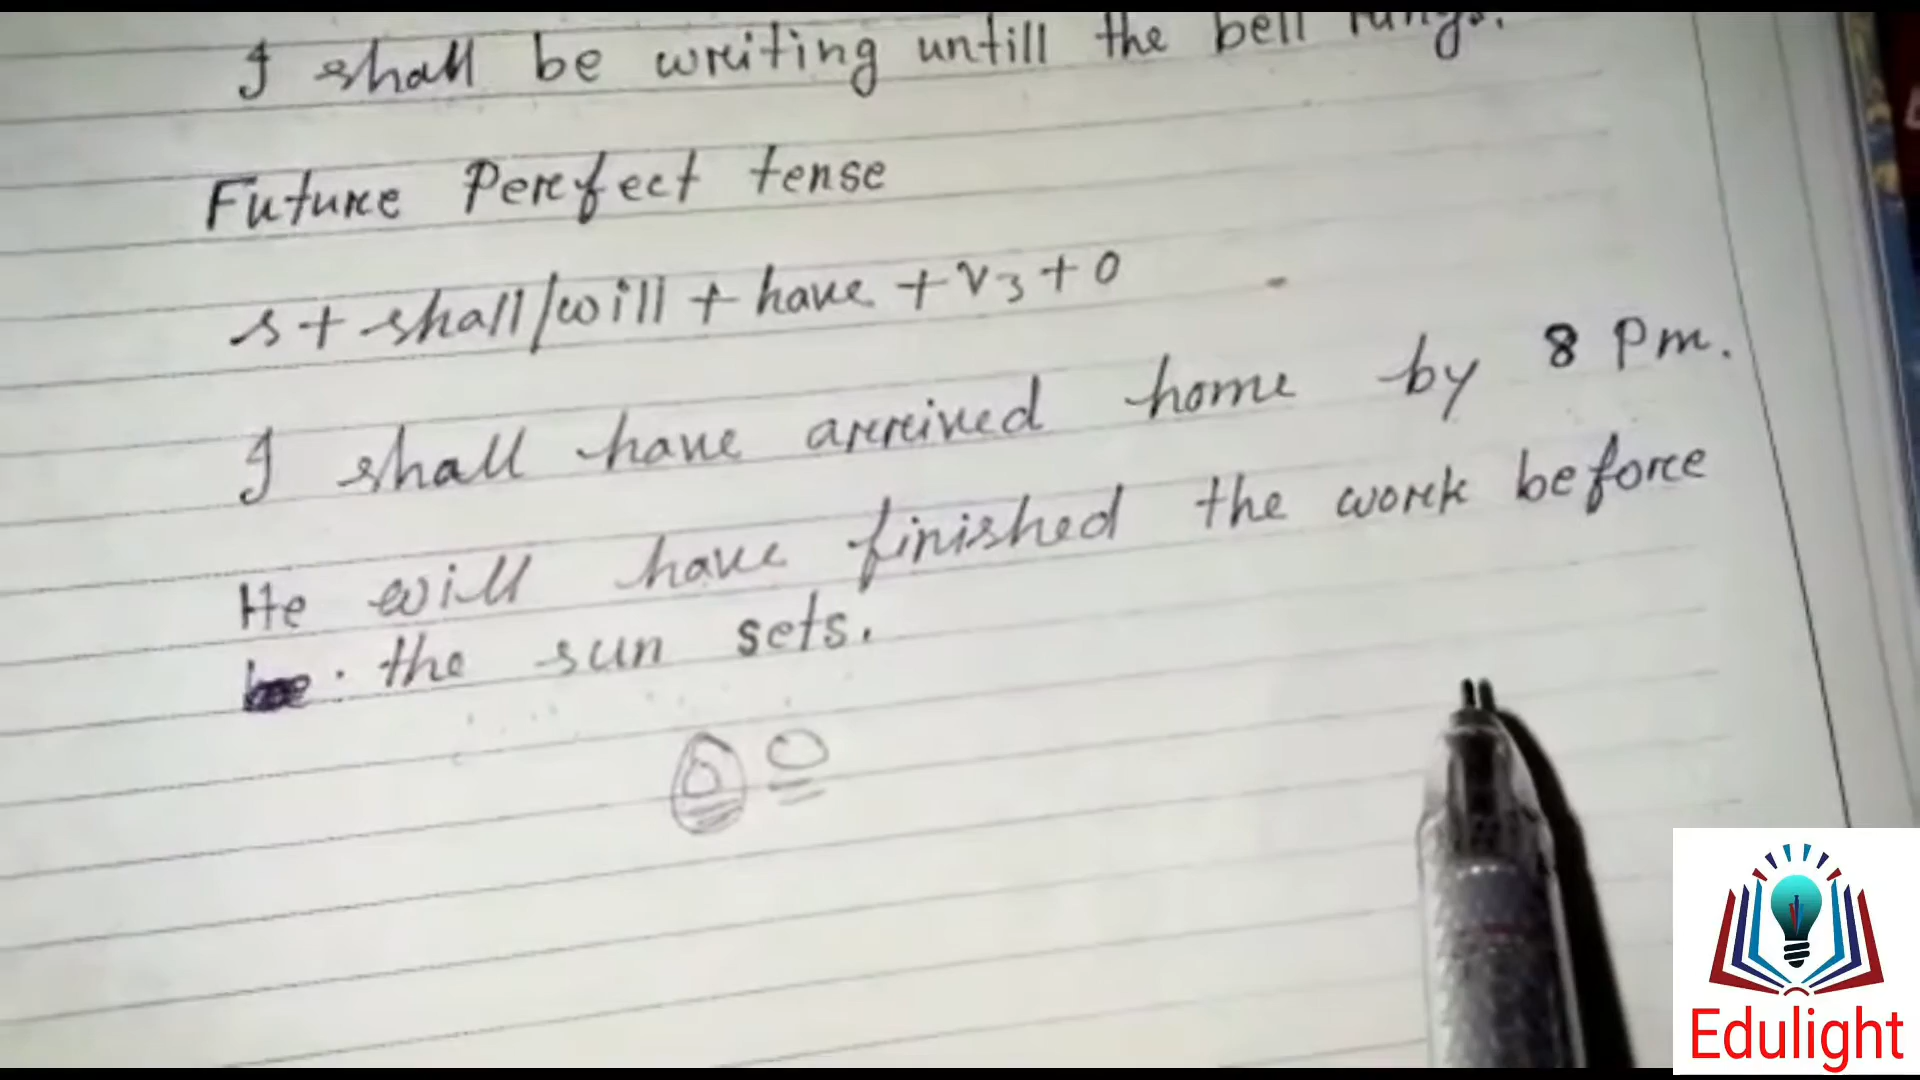 I shall be writing untill the bell rungs.
Future Perfect tense
s + shall/will + have + V3 + O
I shall have arrived home by 8 Pm.
He will have finished the work before
the sun sets.
Edulight